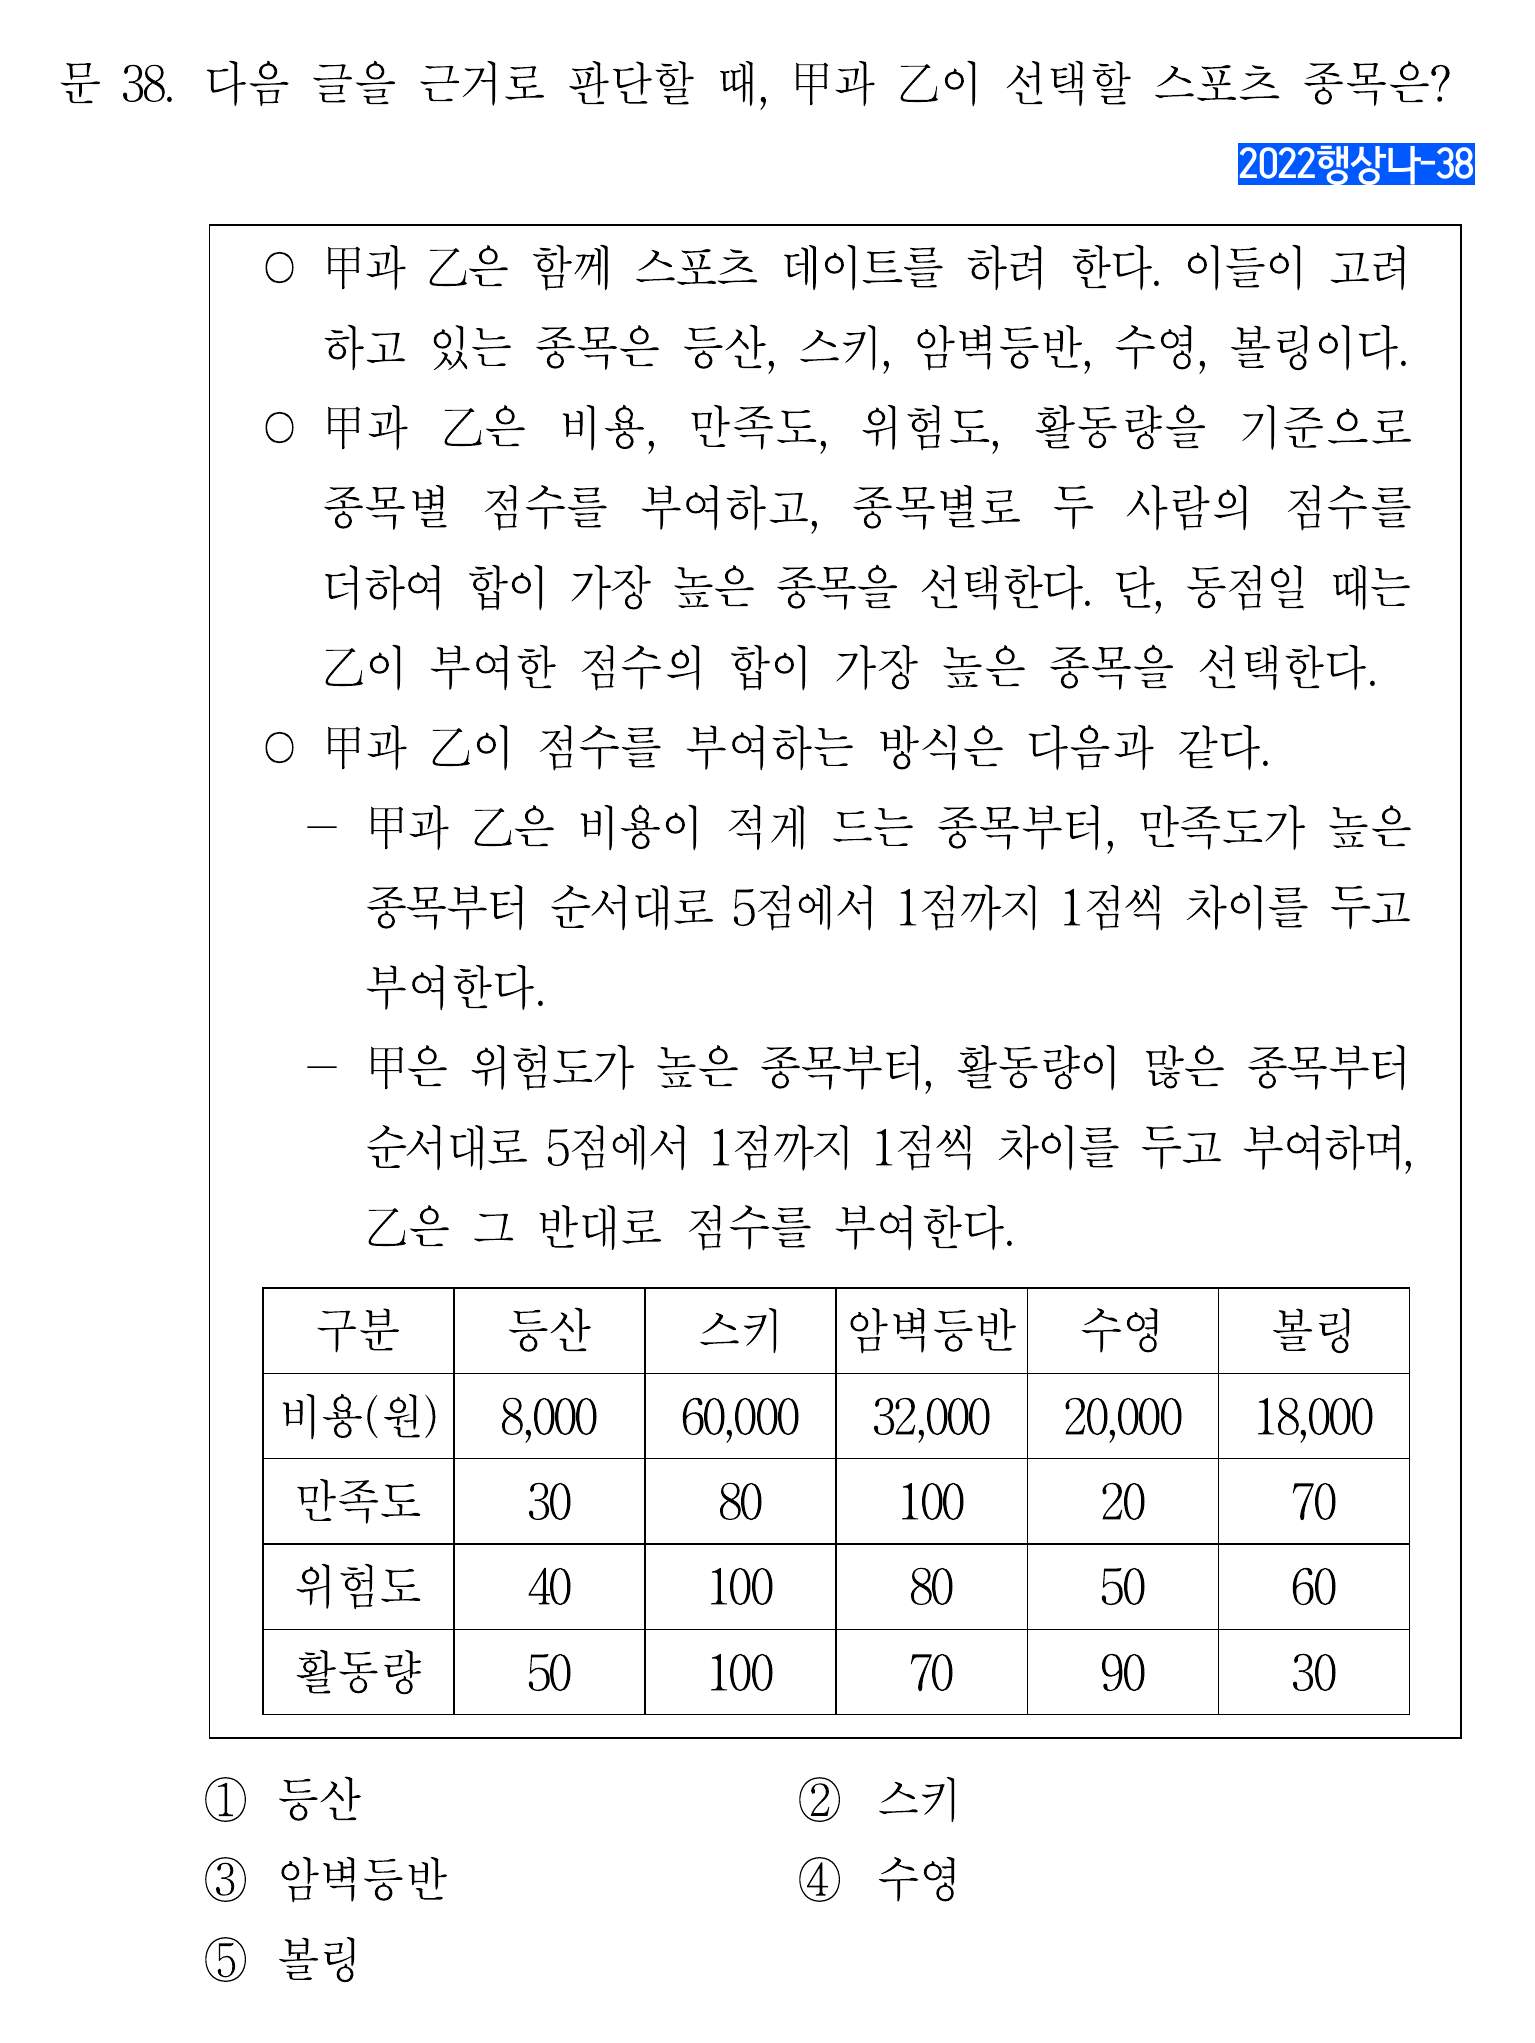 문 38. 다음 글을 근거로 판단할 때, 甲과 乙이 선택할 스포츠 종목은?
2022행상나-38
○ 甲과 乙은 함께 스포츠 데이트를 하려 한다. 이들이 고려
하고 있는 종목은 등산, 스키, 암벽등반, 수영, 볼링이다.
○ 甲과 乙은 비용, 만족도, 위험도, 활동량을 기준으로
종목별 점수를 부여하고, 종목별로 두 사람의 점수를
더하여 합이 가장 높은 종목을 선택한다. 단, 동점일 때는
乙이 부여한 점수의 합이 가장 높은 종목을 선택한다.
○ 甲과 乙이 점수를 부여하는 방식은 다음과 같다.
－ 甲과 乙은 비용이 적게 드는 종목부터, 만족도가 높은
종목부터 순서대로 5점에서 1점까지 1점씩 차이를 두고
부여한다.
－ 甲은 위험도가 높은 종목부터, 활동량이 많은 종목부터
순서대로 5점에서 1점까지 1점씩 차이를 두고 부여하며,
乙은 그 반대로 점수를 부여한다.
구분 등산 스키 암벽등반 수영 볼링
비용(원) 8,000 60,000 32,000 20,000 18,000
만족도 30 80 100 20 70
위험도 40 100 80 50 60
활동량 50 100 70 90 30
① 등산 ② 스키
③ 암벽등반 ④ 수영
⑤ 볼링